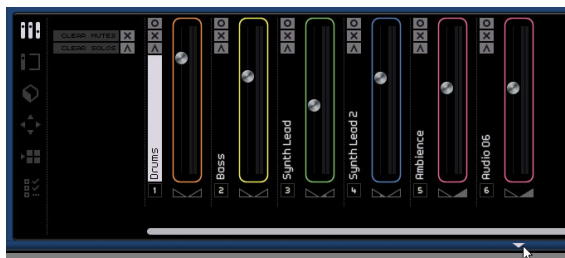 CLEAR MUTES X
CLEAR SOLOS
Drums
Bass
Synth Lead
Synth Lead 2
Ambience
Audio 06
1
2
3
4
5
6